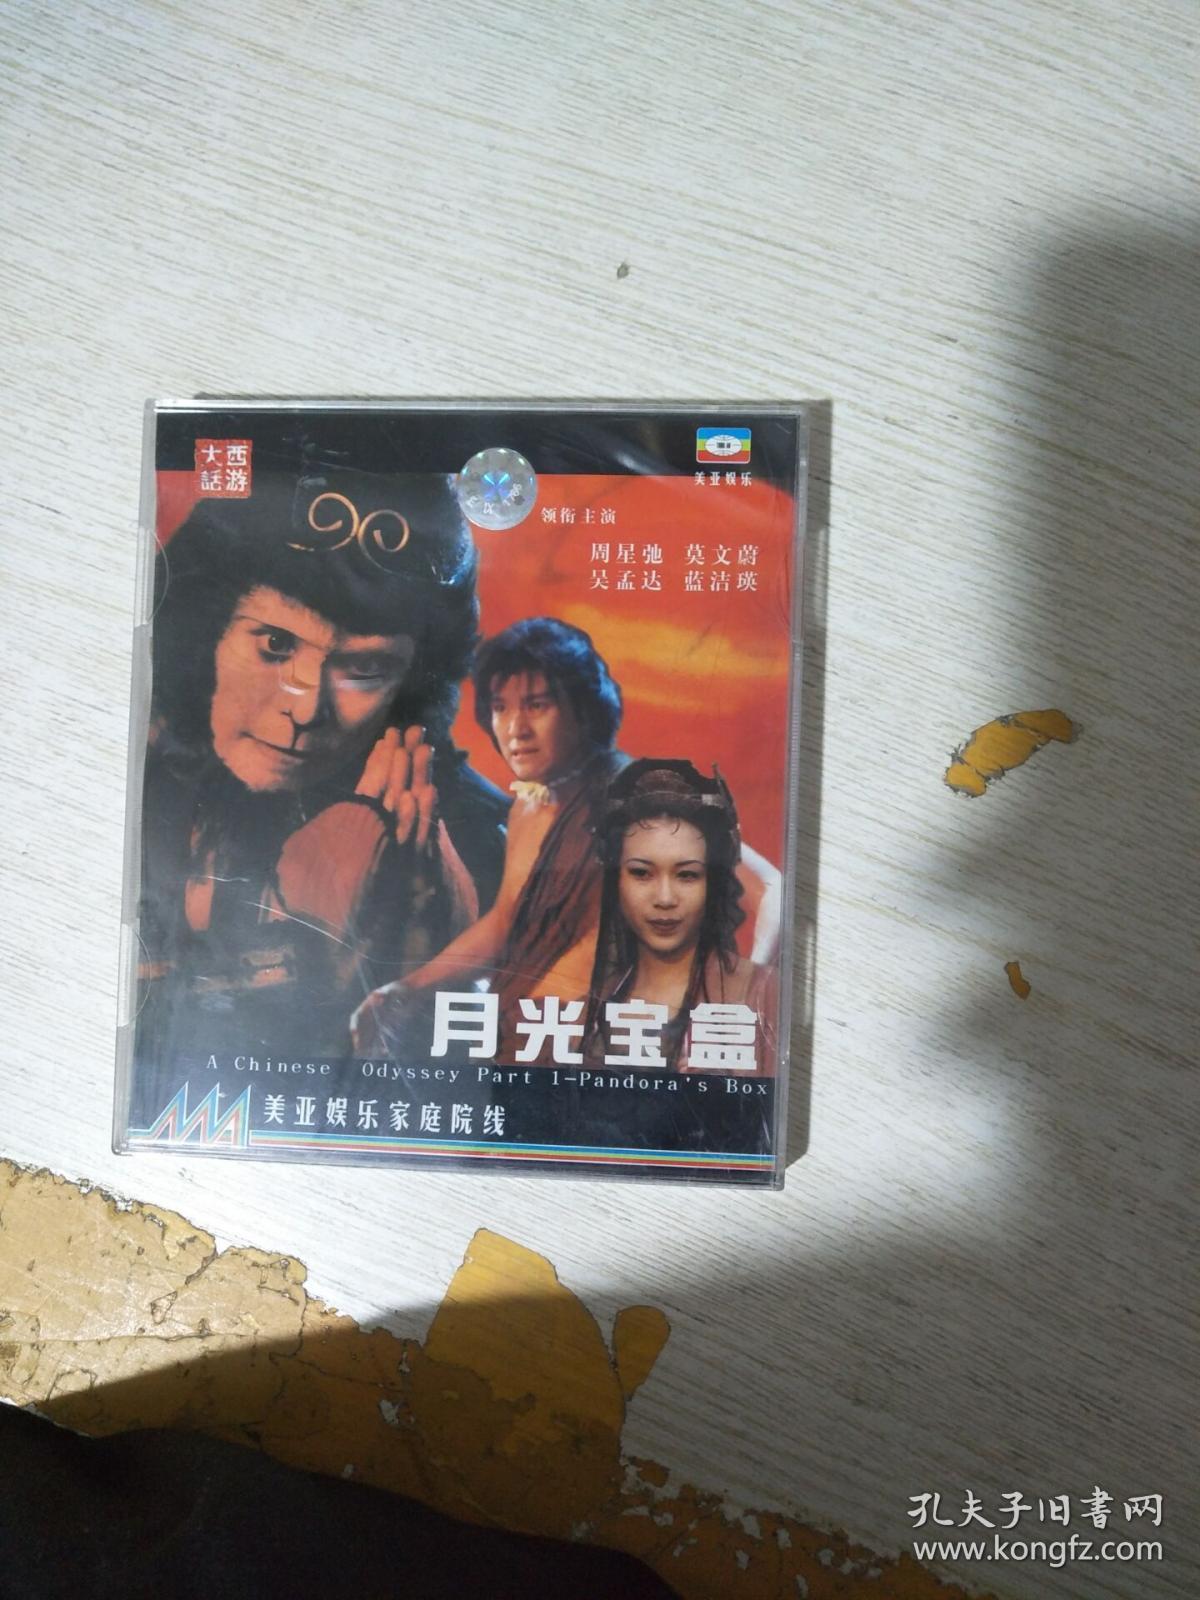 大话
西游
美亚娱乐
领衔主演
周星弛 莫文蔚
吴孟达 蓝洁瑛
月光宝盒
A Chinese Odyssey Part 1-Pandora's Box
美亚娱乐家庭院线
孔夫子旧书网
www.kongfz.com